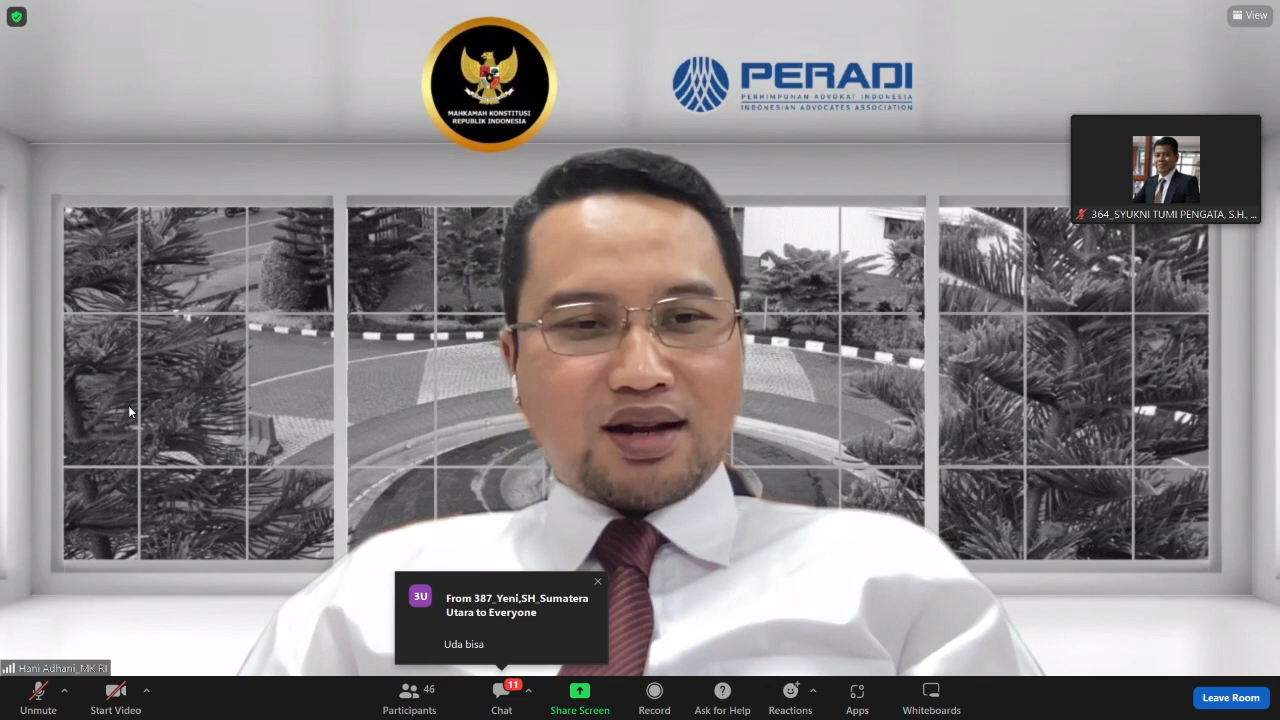 View
MAHKAMAH KONSTITUSI
REPUBLIK INDONESIA
PERADI
PERHIMPUNAN ADVOKAT INDONESIA
INDONESIAN ADVOCATES ASSOCIATION
364_SYUKNI TUMI PENGATA, S.H., ...
3U
From 387_Yeni,SH_Sumatera
Utara to Everyone
Uda bisa
Hani Adhani_MK RI
Unmute
Start Video
46
Participants
11
Chat
Share Screen
Record
Ask for Help
Reactions
Apps
Whiteboards
Leave Room